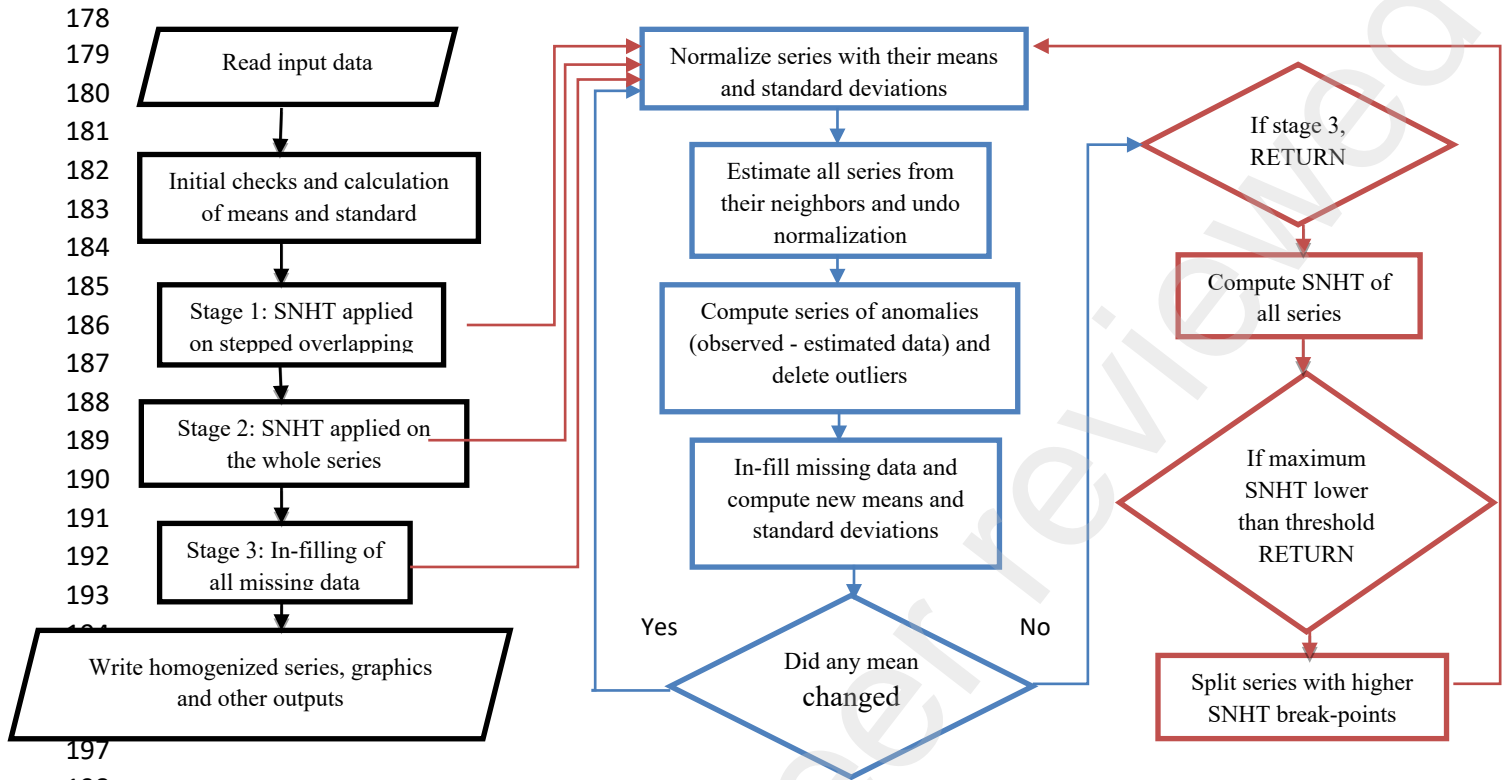 178
179
180
181
182
183
184
185
186
187
188
189
190
191
192
193
197
Read input data
Initial checks and calculation
of means and standard
Stage 1: SNHT applied
on stepped overlapping
Stage 2: SNHT applied on
the whole series
Stage 3: In-filling of
all missing data
Write homogenized series, graphics
and other outputs
Normalize series with their means
and standard deviations
Estimate all series from
their neighbors and undo
normalization
Compute series of anomalies
(observed - estimated data) and
delete outliers
In-fill missing data and
compute new means and
standard deviations
Yes
No
Did any mean
changed
If stage 3,
RETURN
Compute SNHT of
all series
If maximum
SNHT lower
than threshold
RETURN
Split series with higher
SNHT break-points
er reviewed